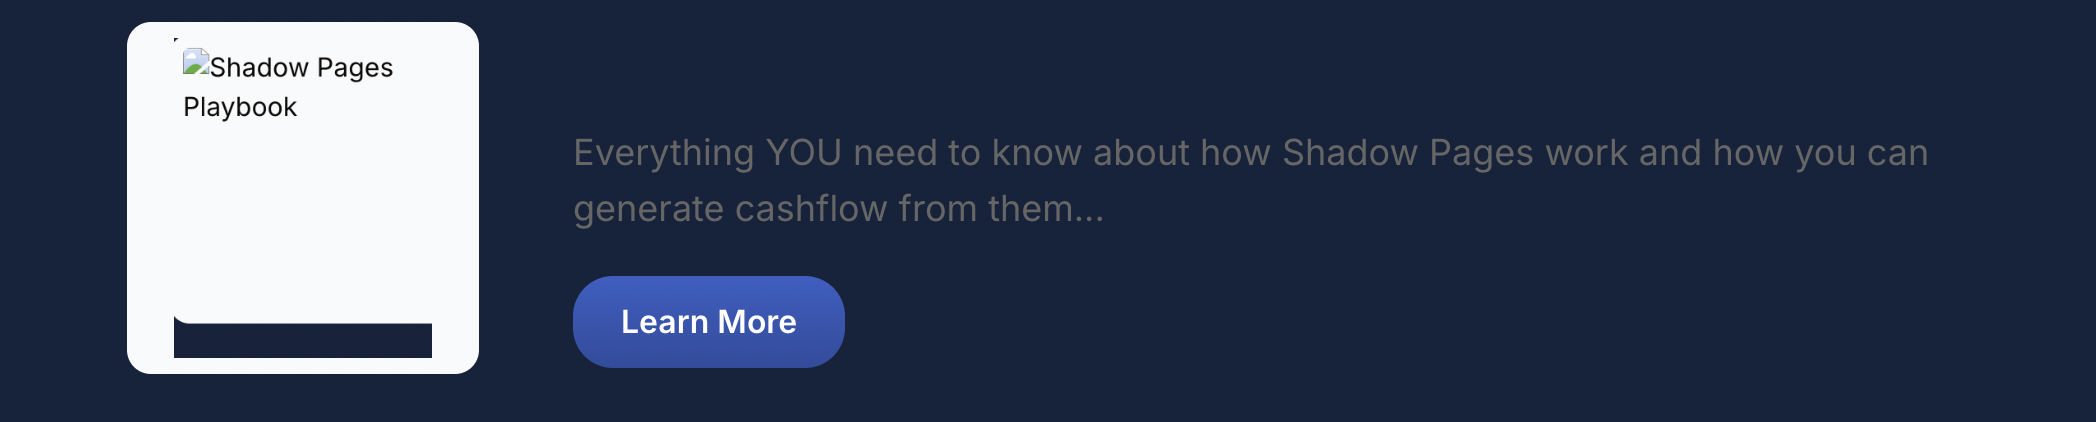 Shadow Pages
Playbook
Everything YOU need to know about how Shadow Pages work and how you can
generate cashflow from them...
Learn More